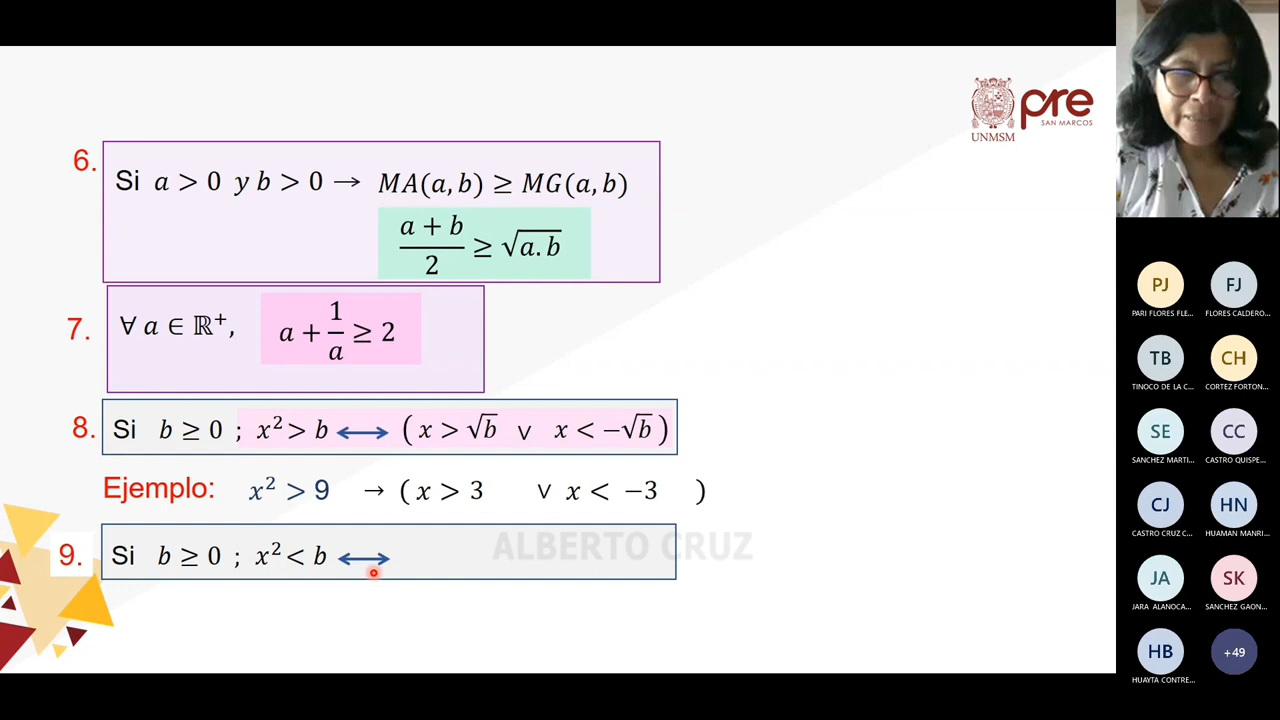 UNMSM
pre
SAN MARCOS
6.
Si a > 0 y b > 0 → MA(a, b) ≥ MG(a, b)
(a + b)/2 ≥ √a.b
7.
∀ a ∈ ℝ⁺, a + 1/a ≥ 2
8.
Si b ≥ 0 ; x² > b ⟷ ( x > √b ∨ x < −√b )
Ejemplo: x² > 9 → ( x > 3 ∨ x < −3 )
9.
Si b ≥ 0 ; x² < b ⟷
ALBERTO CRUZ
PJ
FJ
PARI FLORES FLE...
FLORES CALDERO...
TB
CH
TINOCO DE LA C...
CORTEZ FORTON...
SE
CC
SANCHEZ MARTI...
CASTRO QUISPE...
CJ
HN
CASTRO CRUZ C...
HUAMAN MANRI...
JA
SK
JARA ALANOCA...
SANCHEZ GAON...
HB
+49
HUAYTA CONTRE...